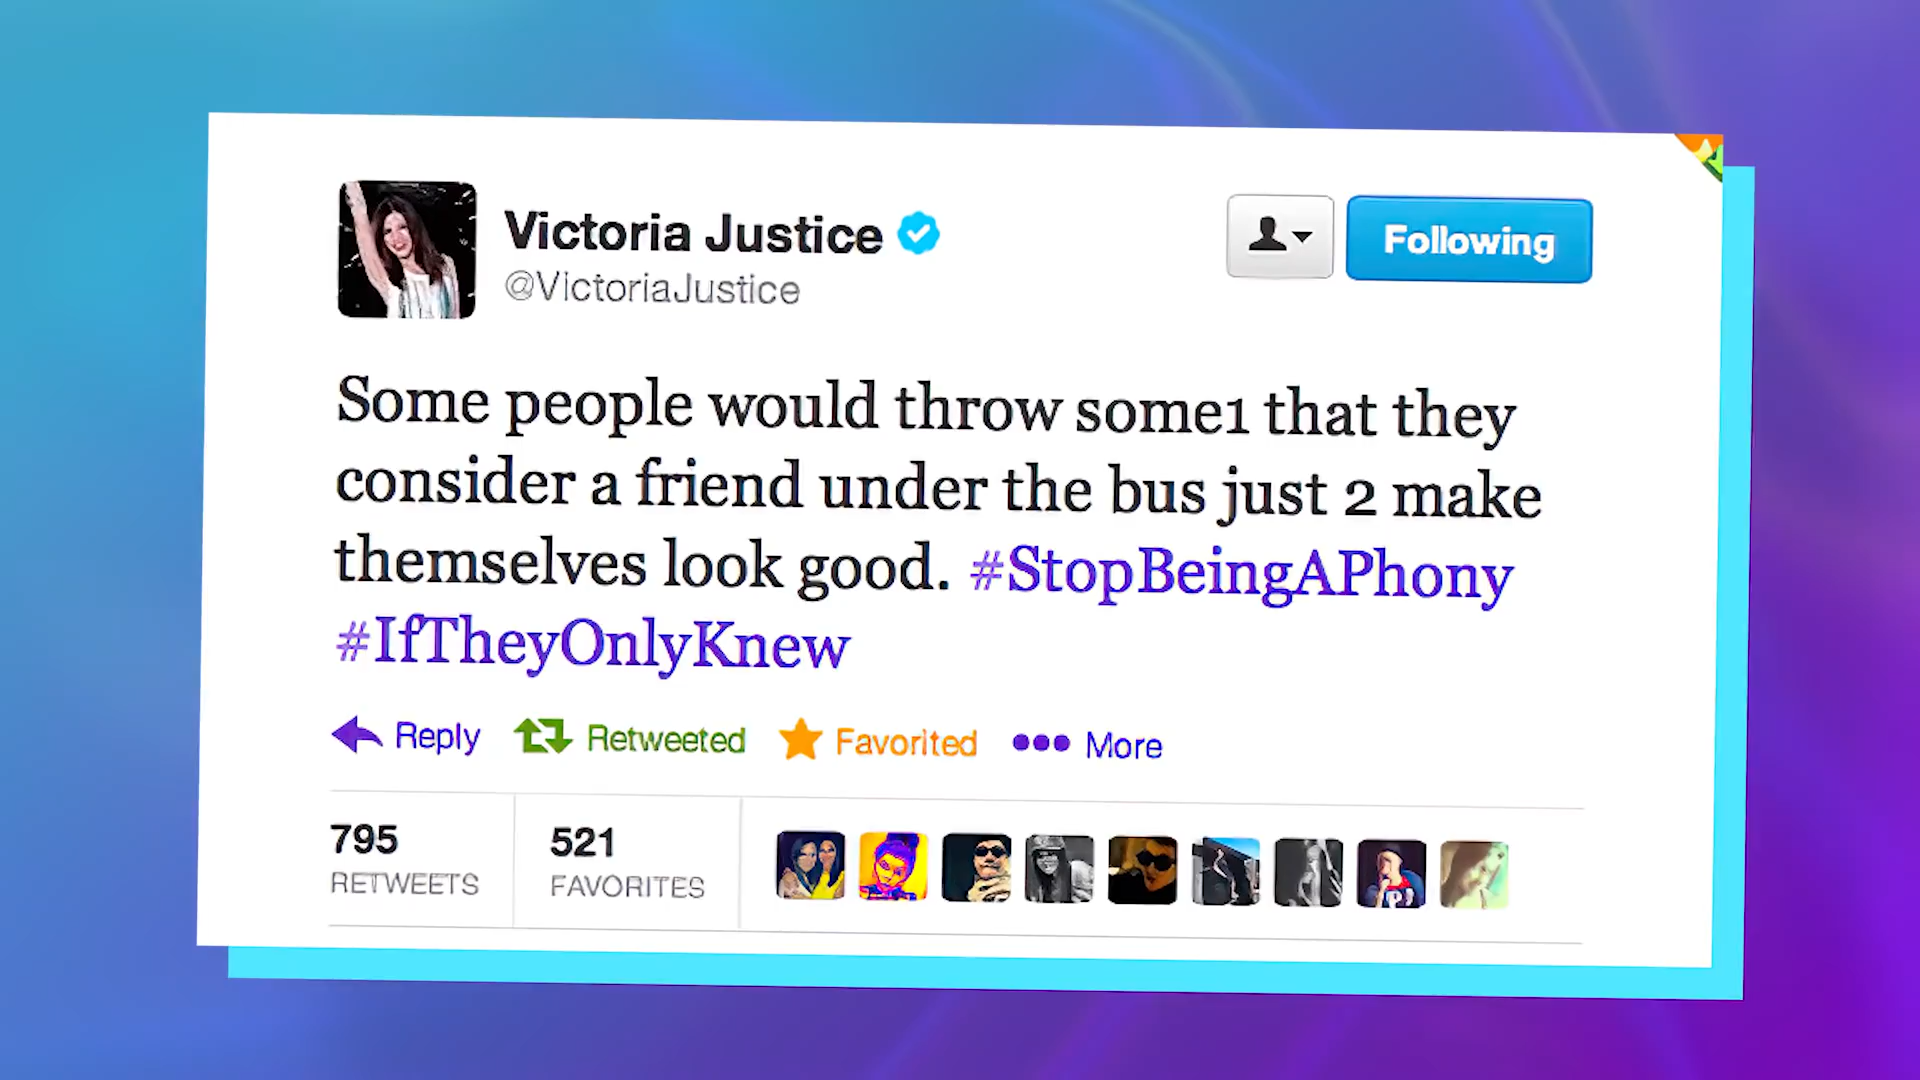 Victoria Justice
@VictoriaJustice
Following
Some people would throw some1 that they
consider a friend under the bus just 2 make
themselves look good. #StopBeingAPhony
#IfTheyOnlyKnew
Reply Retweeted Favorited More
795 521
RETWEETS FAVORITES